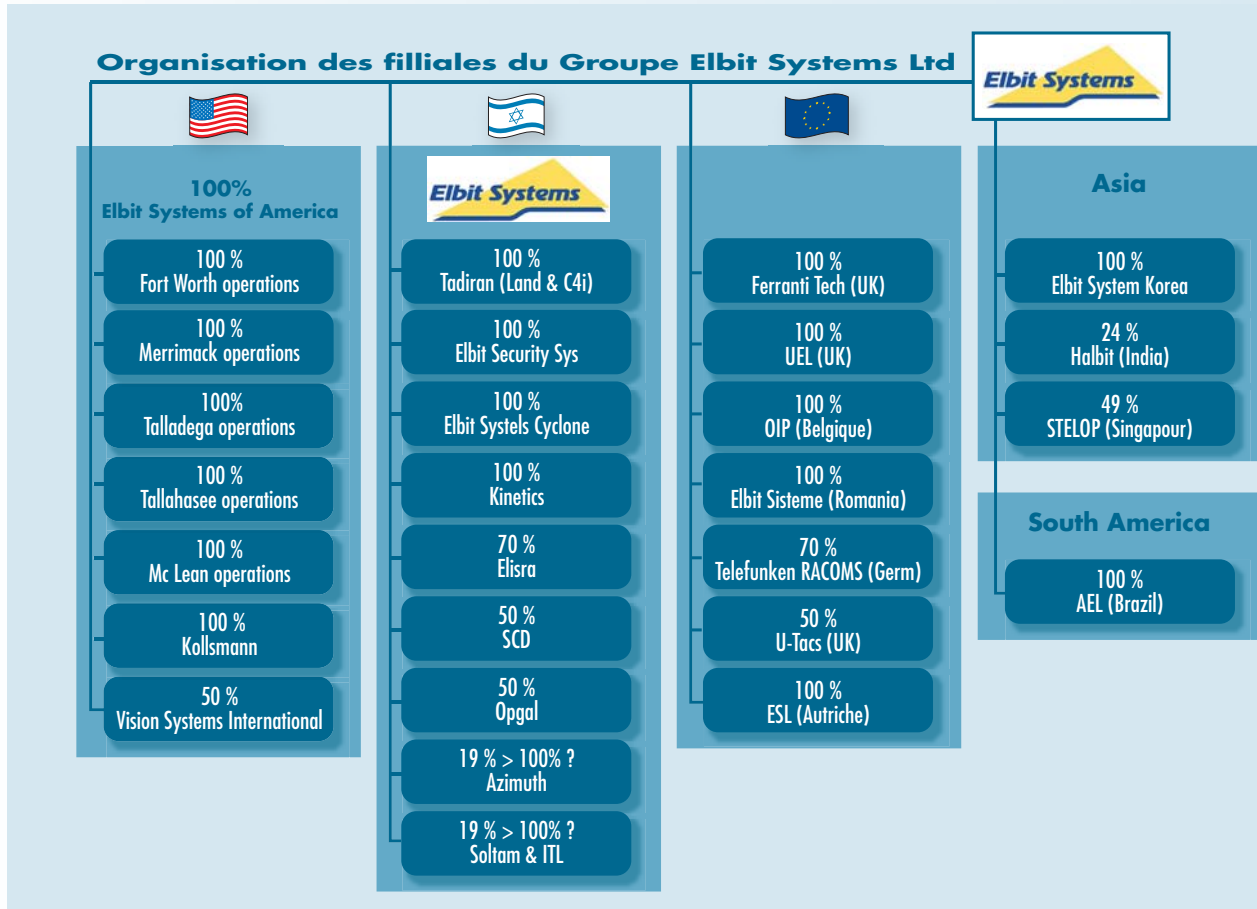 Organisation des filliales du Groupe Elbit Systems Ltd
Elbit Systems
100%
Elbit Systems of America
100 %
Fort Worth operations
100 %
Merrimack operations
100%
Talladega operations
100 %
Tallahasee operations
100 %
Mc Lean operations
100 %
Kollsmann
50 %
Vision Systems International
Elbit Systems
100 %
Tadiran (Land & C4i)
100 %
Elbit Security Sys
100 %
Elbit Systels Cyclone
100 %
Kinetics
70 %
Elisra
50 %
SCD
50 %
Opgal
19 % > 100% ?
Azimuth
19 % > 100% ?
Soltam & ITL
100 %
Ferranti Tech (UK)
100 %
UEL (UK)
100 %
OIP (Belgique)
100 %
Elbit Sisteme (Romania)
70 %
Telefunken RACOMS (Germ)
50 %
U-Tacs (UK)
100 %
ESL (Autriche)
Asia
100 %
Elbit System Korea
24 %
Halbit (India)
49 %
STELOP (Singapour)
South America
100 %
AEL (Brazil)